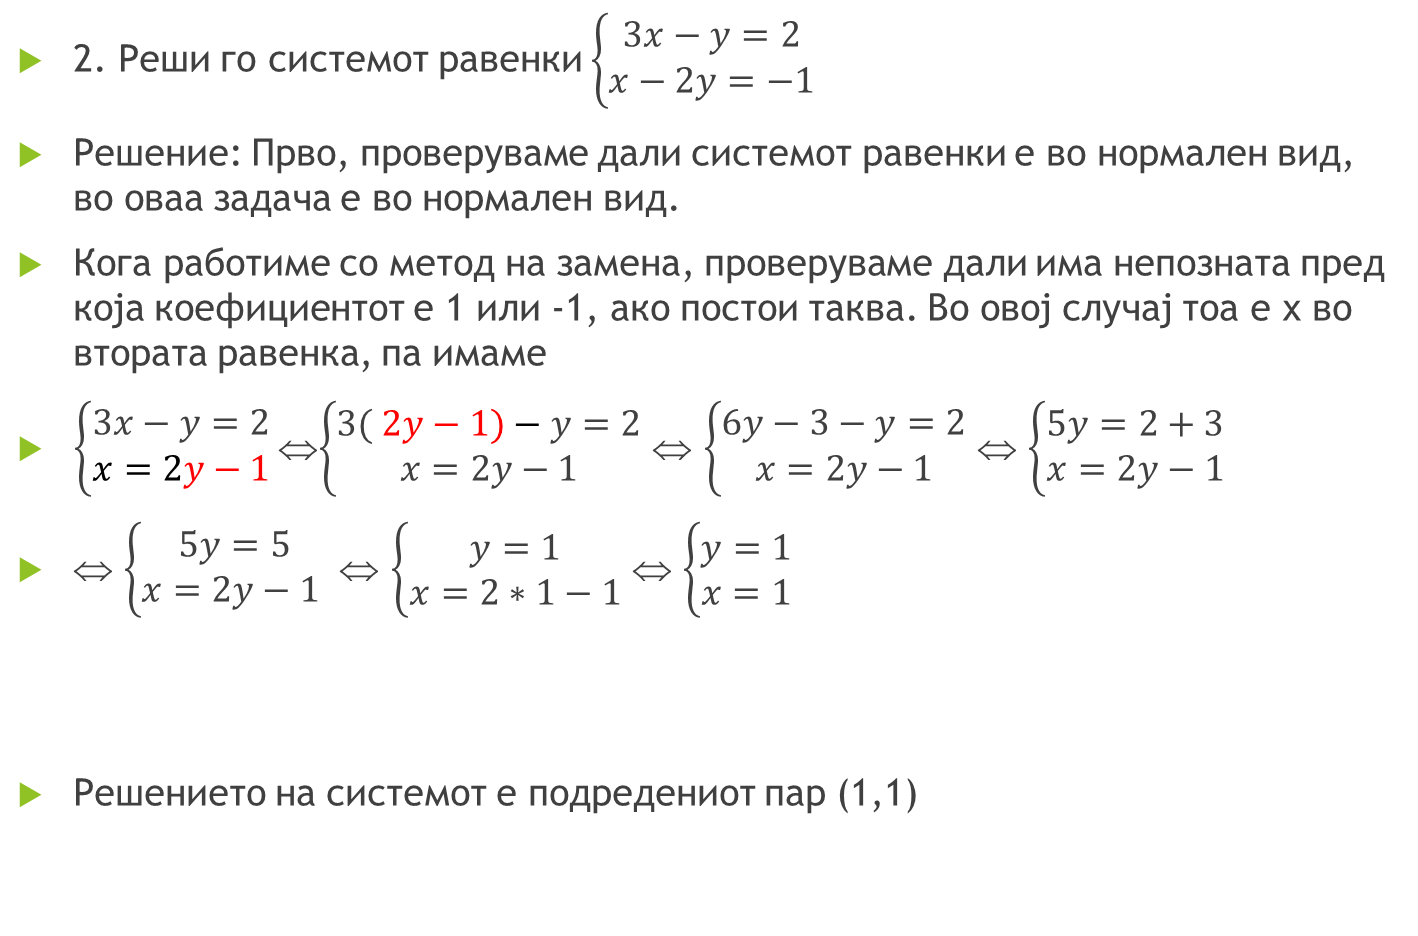 2. Реши го системот равенки { 3x − y = 2
x − 2y = −1
Решение: Прво, проверуваме дали системот равенки е во нормален вид,
во оваа задача е во нормален вид.
Кога работиме со метод на замена, проверуваме дали има непозната пред
која коефициентот е 1 или -1, ако постои таква. Во овој случај тоа е x во
втората равенка, па имаме
{ 3x − y = 2 ⇔ { 3( 2y − 1) − y = 2 ⇔ { 6y − 3 − y = 2 ⇔ { 5y = 2 + 3
x = 2y − 1 x = 2y − 1 x = 2y − 1 x = 2y − 1
⇔ { 5y = 5 ⇔ { y = 1 ⇔ { y = 1
x = 2y − 1 x = 2 ∗ 1 − 1 x = 1
Решението на системот е подредениот пар (1,1)